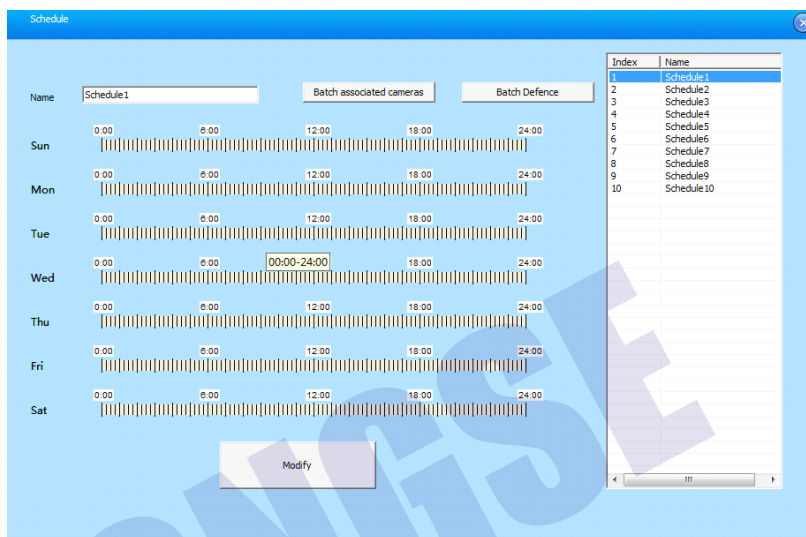 Schedule
Index Name
1 Schedule1
Name Schedule1 Batch associated cameras Batch Defence
2 Schedule2
3 Schedule3
4 Schedule4
5 Schedule5
6 Schedule6
7 Schedule7
8 Schedule8
9 Schedule9
10 Schedule10
0:00 6:00 12:00 18:00 24:00
Sun
0:00 6:00 12:00 18:00 24:00
Mon
0:00 6:00 12:00 18:00 24:00
Tue
0:00 6:00 00:00-24:00 18:00 24:00
Wed
0:00 6:00 12:00 18:00 24:00
Thu
0:00 6:00 12:00 18:00 24:00
Fri
0:00 6:00 12:00 18:00 24:00
Sat
Modify
ONGSE